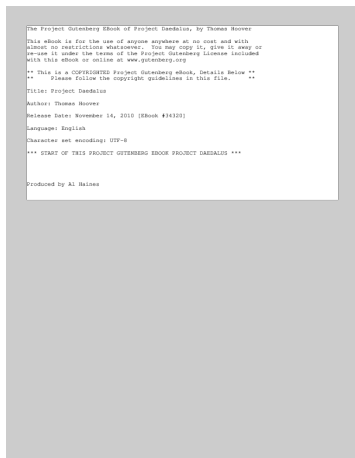 The Project Gutenberg EBook of Project Daedalus, by Thomas Hoover
This eBook is for the use of anyone anywhere at no cost and with
almost no restrictions whatsoever. You may copy it, give it away or
re-use it under the terms of the Project Gutenberg License included
with this eBook or online at www.gutenberg.org
** This is a COPYRIGHTED Project Gutenberg eBook, Details Below **
** Please follow the copyright guidelines in this file. **
Title: Project Daedalus
Author: Thomas Hoover
Release Date: November 14, 2010 [EBook #34320]
Language: English
Character set encoding: UTF-8
*** START OF THIS PROJECT GUTENBERG EBOOK PROJECT DAEDALUS ***
Produced by Al Haines